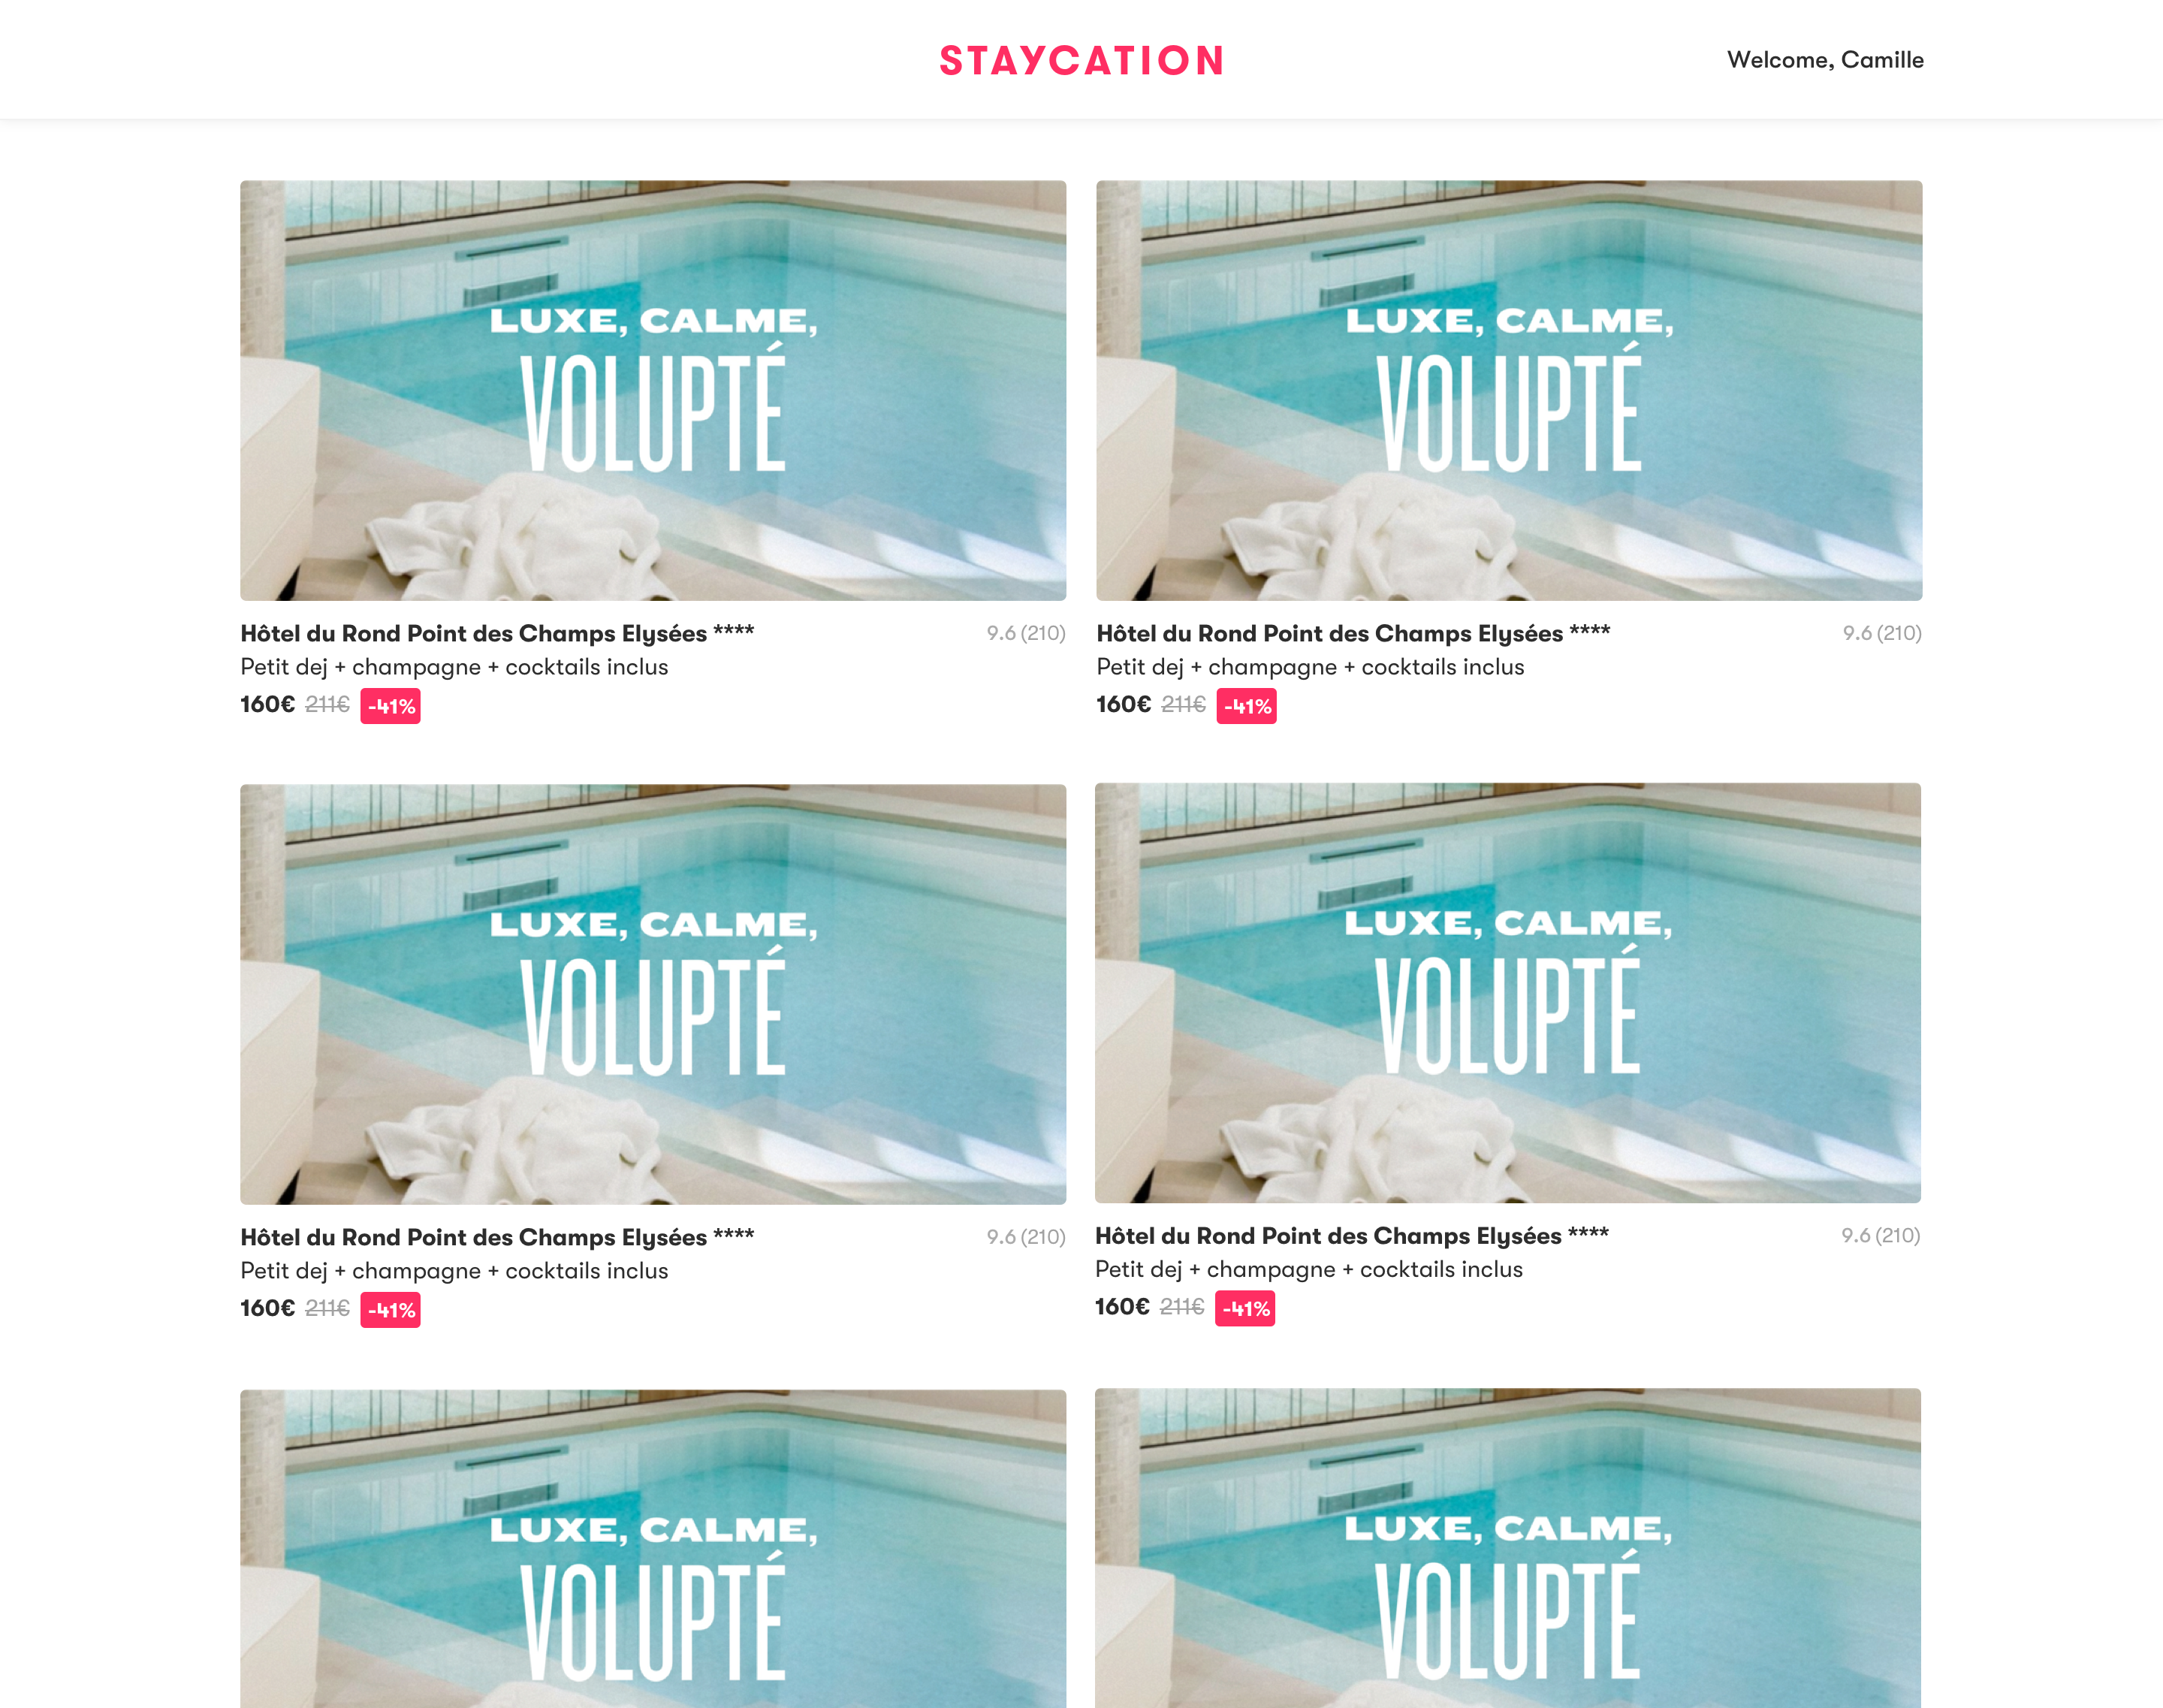 STAYCATION
Welcome, Camille
LUXE, CALME,
VOLUPTÉ
Hôtel du Rond Point des Champs Elysées ****
9.6 (210)
Petit dej + champagne + cocktails inclus
160€ 211€ -41%
LUXE, CALME,
VOLUPTÉ
Hôtel du Rond Point des Champs Elysées ****
9.6 (210)
Petit dej + champagne + cocktails inclus
160€ 211€ -41%
LUXE, CALME,
VOLUPTÉ
Hôtel du Rond Point des Champs Elysées ****
9.6 (210)
Petit dej + champagne + cocktails inclus
160€ 211€ -41%
LUXE, CALME,
VOLUPTÉ
Hôtel du Rond Point des Champs Elysées ****
9.6 (210)
Petit dej + champagne + cocktails inclus
160€ 211€ -41%
LUXE, CALME,
VOLUPTÉ
LUXE, CALME,
VOLUPTÉ